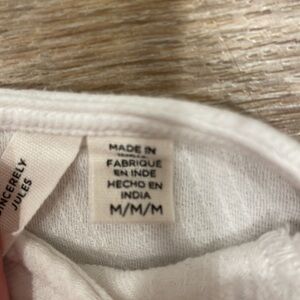 SINCERELY
JULES
MADE IN
FABRIQUÉ
EN INDE
HECHO EN
INDIA
M/M/M